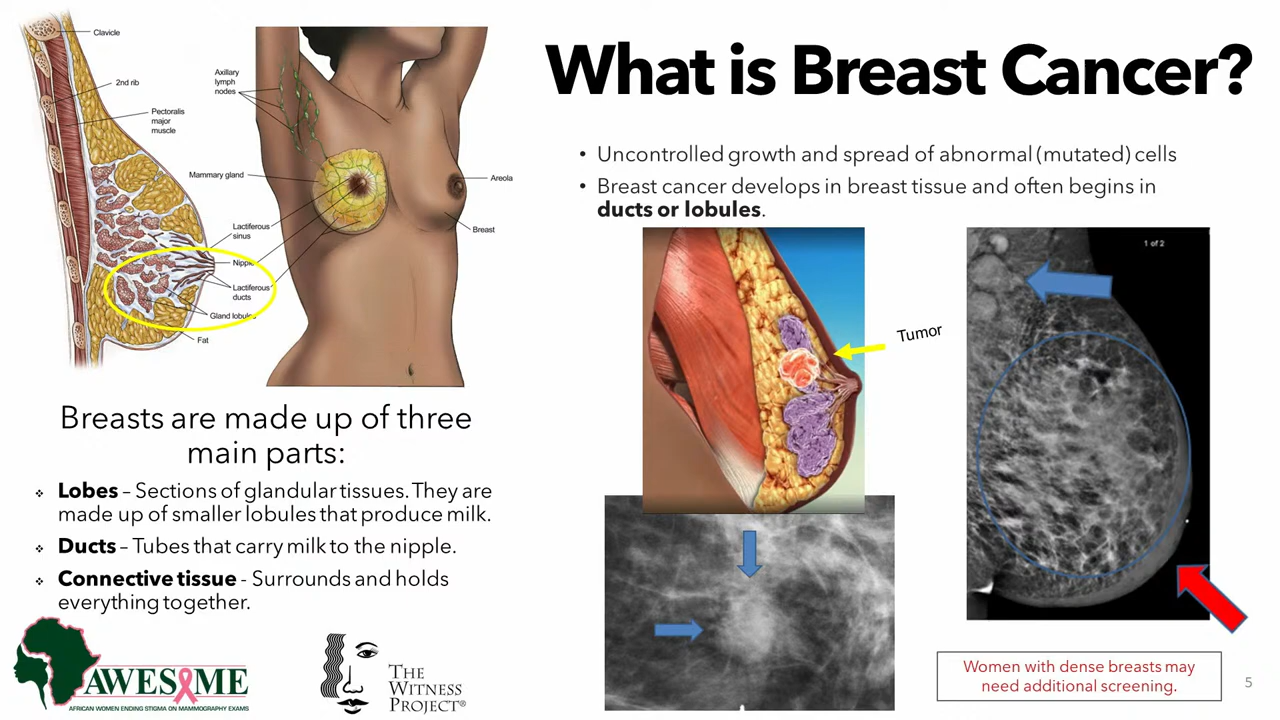 What is Breast Cancer?
Clavicle
2nd rib
Pectoralis
major
muscle
Axillary
lymph
nodes
Mammary gland
Lactiferous
sinus
Nipple
Lactiferous
ducts
Gland lobules
Fat
Areola
Breast
• Uncontrolled growth and spread of abnormal (mutated) cells
• Breast cancer develops in breast tissue and often begins in
ducts or lobules.
Tumor
1 of 2
Breasts are made up of three
main parts:
❖ Lobes – Sections of glandular tissues. They are
made up of smaller lobules that produce milk.
❖ Ducts – Tubes that carry milk to the nipple.
❖ Connective tissue - Surrounds and holds
everything together.
AWESOME
AFRICAN WOMEN ENDING STIGMA ON MAMMOGRAPHY EXAMS
THE
WITNESS
PROJECT®
Women with dense breasts may
need additional screening.
5